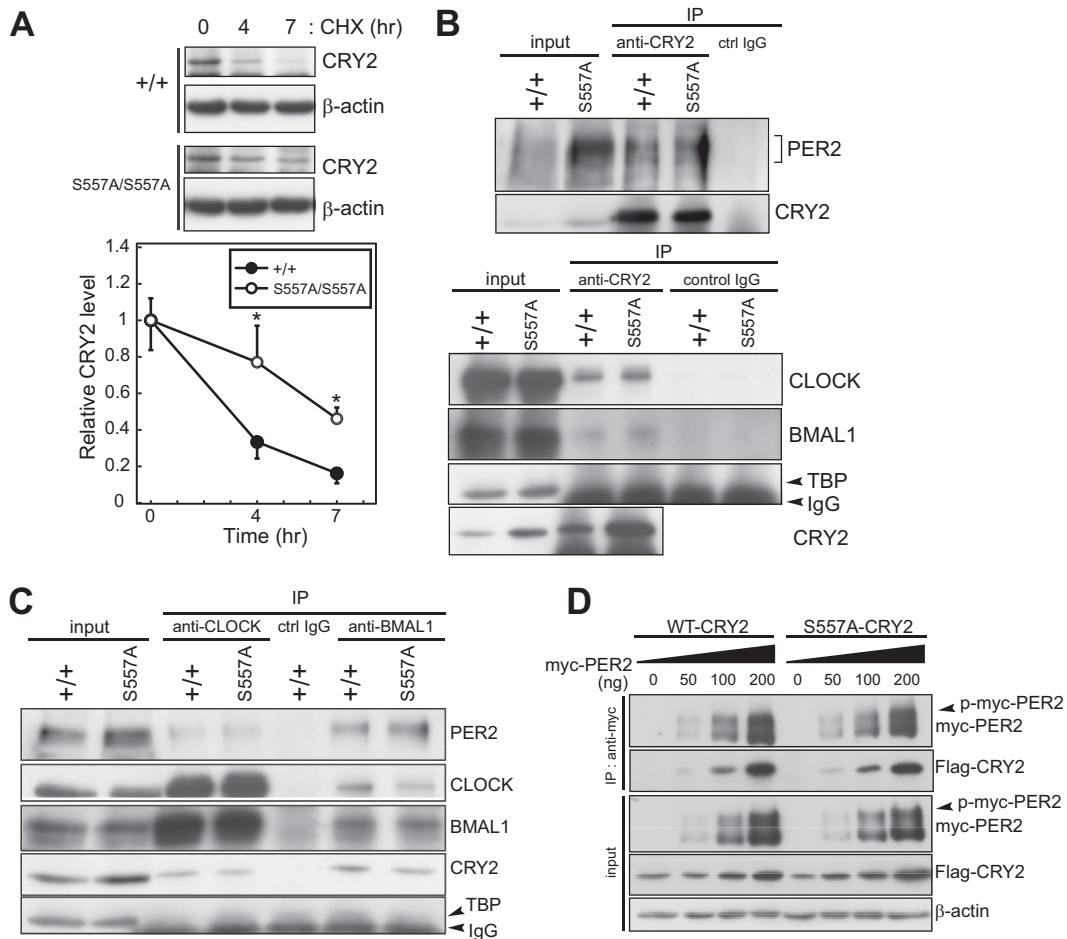 A
0 4 7 : CHX (hr)
+/+
CRY2
β-actin
S557A/S557A
CRY2
β-actin
Relative CRY2 level
1.4
1.2
1
0.8
0.6
0.4
0.2
0
+/+
S557A/S557A
*
*
0 4 7
Time (hr)
B
IP
input anti-CRY2 ctrl IgG
+/+ S557A +/+ S557A
PER2
CRY2
IP
input anti-CRY2 control IgG
+/+ S557A +/+ S557A +/+ S557A
CLOCK
BMAL1
TBP
IgG
CRY2
C
IP
input anti-CLOCK ctrl IgG anti-BMAL1
+/+ S557A +/+ S557A +/+ +/+ S557A
PER2
CLOCK
BMAL1
CRY2
TBP
IgG
D
WT-CRY2 S557A-CRY2
myc-PER2
(ng)
0 50 100 200 0 50 100 200
IP : anti-myc
p-myc-PER2
myc-PER2
Flag-CRY2
input
p-myc-PER2
myc-PER2
Flag-CRY2
β-actin